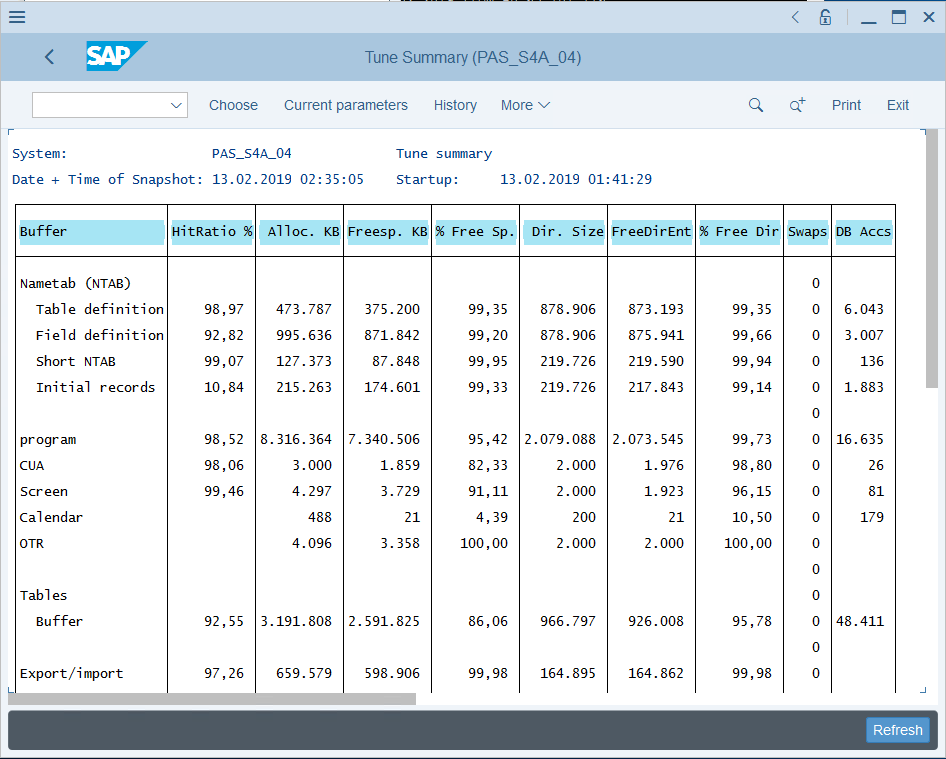 SAP
Tune Summary (PAS_S4A_04)
Choose Current parameters History More Print Exit
System: PAS_S4A_04 Tune summary
Date + Time of Snapshot: 13.02.2019 02:35:05 Startup: 13.02.2019 01:41:29
Buffer HitRatio % Alloc. KB Freesp. KB % Free Sp. Dir. Size FreeDirEnt % Free Dir Swaps DB Accs
Nametab (NTAB) 0
Table definition 98,97 473.787 375.200 99,35 878.906 873.193 99,35 0 6.043
Field definition 92,82 995.636 871.842 99,20 878.906 875.941 99,66 0 3.007
Short NTAB 99,07 127.373 87.848 99,95 219.726 219.590 99,94 0 136
Initial records 10,84 215.263 174.601 99,33 219.726 217.843 99,14 0 1.883
0
program 98,52 8.316.364 7.340.506 95,42 2.079.088 2.073.545 99,73 0 16.635
CUA 98,06 3.000 1.859 82,33 2.000 1.976 98,80 0 26
Screen 99,46 4.297 3.729 91,11 2.000 1.923 96,15 0 81
Calendar 488 21 4,39 200 21 10,50 0 179
OTR 4.096 3.358 100,00 2.000 2.000 100,00 0
0
Tables 0
Buffer 92,55 3.191.808 2.591.825 86,06 966.797 926.008 95,78 0 48.411
0
Export/import 97,26 659.579 598.906 99,98 164.895 164.862 99,98 0
Refresh